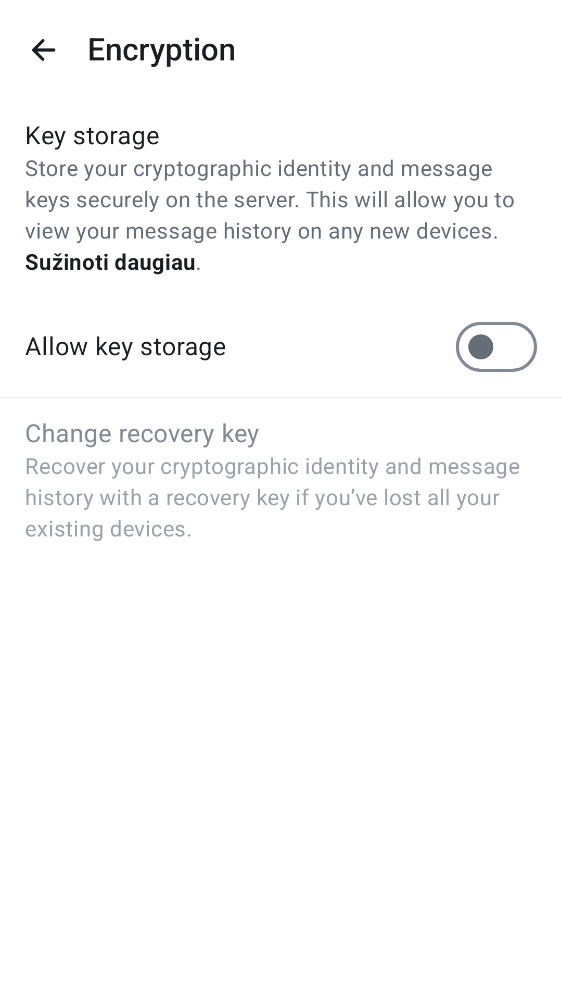 Encryption
Key storage
Store your cryptographic identity and message
keys securely on the server. This will allow you to
view your message history on any new devices.
Sužinoti daugiau.
Allow key storage
Change recovery key
Recover your cryptographic identity and message
history with a recovery key if you’ve lost all your
existing devices.